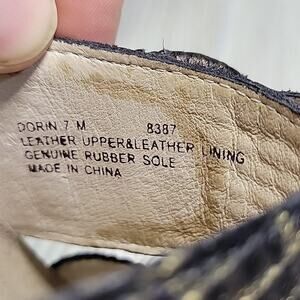 DORIN 7 M 8387
LEATHER UPPER&LEATHER LINING
GENUINE RUBBER SOLE
MADE IN CHINA